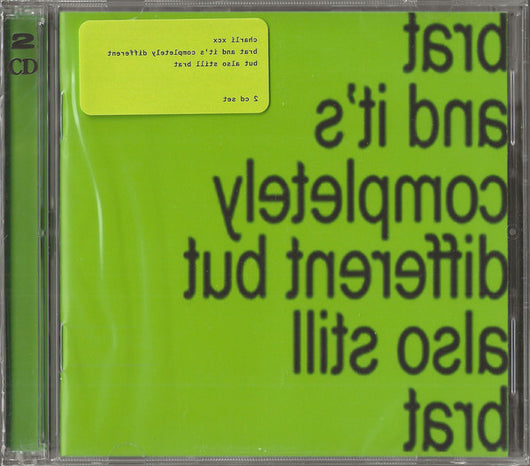 2
CD
charli xcx
brat and it's completely different
but also still brat
2 cd set
brat
and it's
completely
different but
also still
brat